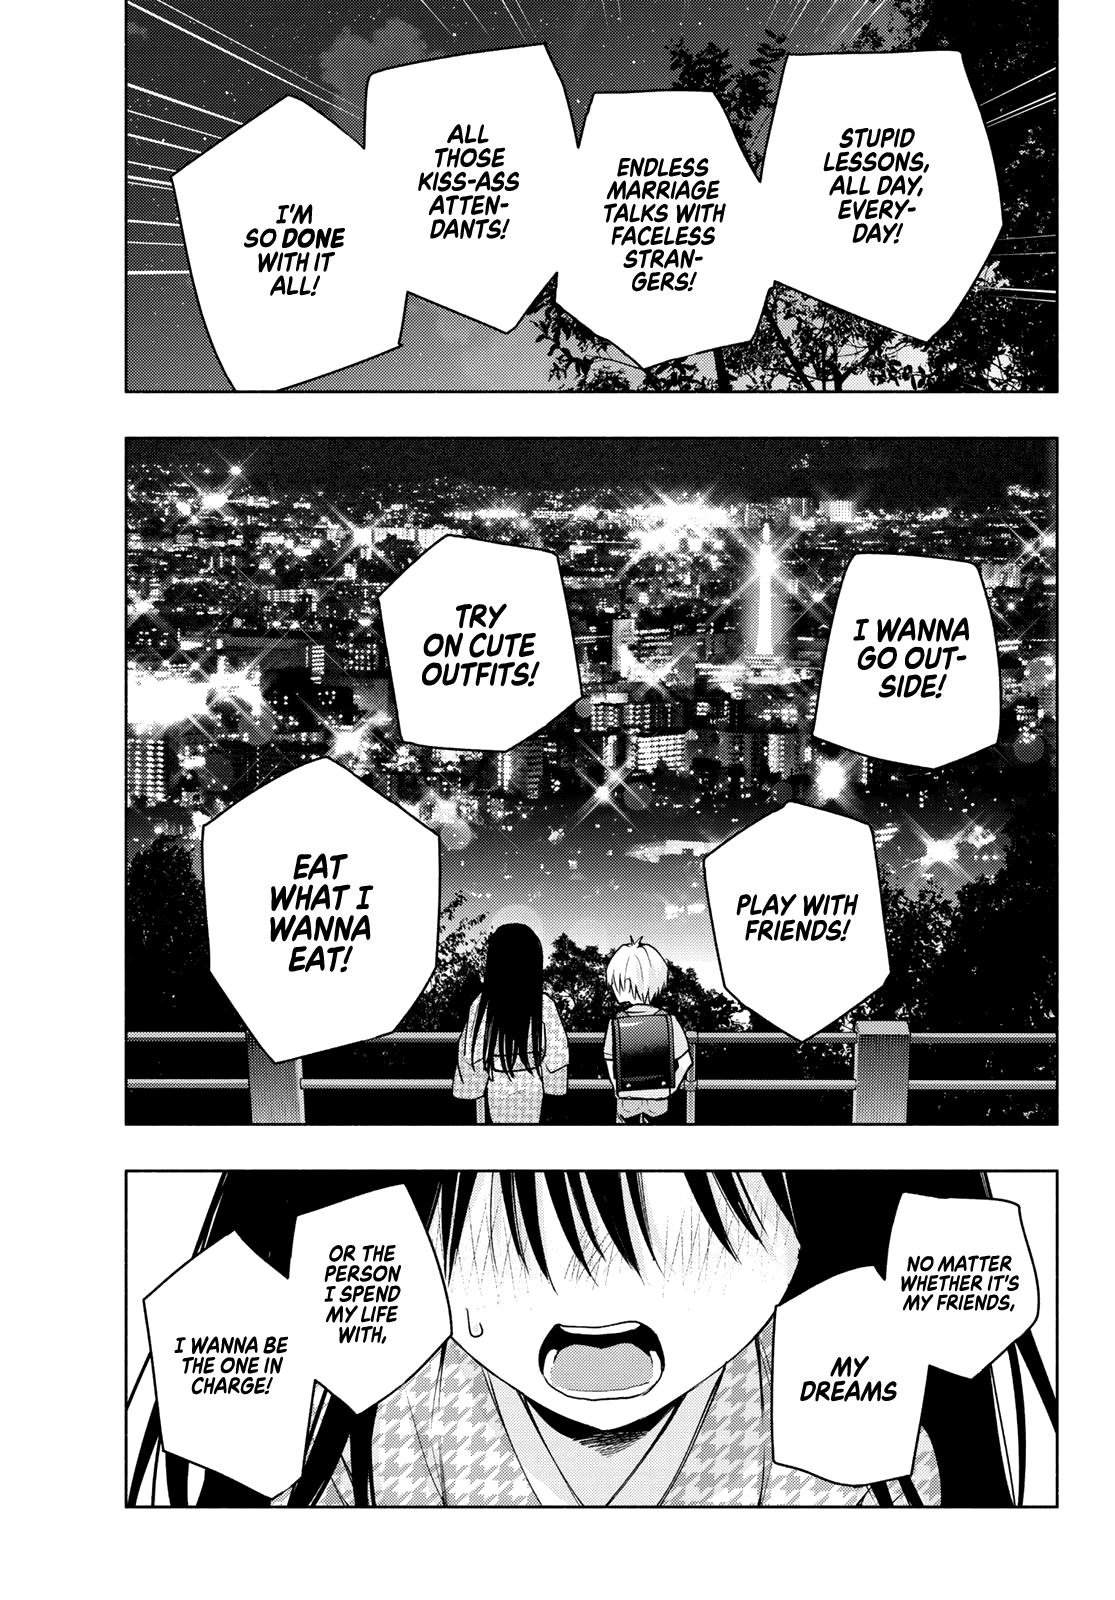 STUPID
LESSONS,
ALL DAY,
EVERY-
DAY!
ENDLESS
MARRIAGE
TALKS WITH
FACELESS
STRAN-
GERS!
ALL
THOSE
KISS-ASS
ATTEN-
DANTS!
I'M
SO DONE
WITH IT
ALL!
I WANNA
GO OUT-
SIDE!
TRY
ON CUTE
OUTFITS!
PLAY WITH
FRIENDS!
EAT
WHAT I
WANNA
EAT!
NO MATTER
WHETHER IT'S
MY FRIENDS,
MY
DREAMS
OR THE
PERSON
I SPEND
MY LIFE
WITH,
I WANNA BE
THE ONE IN
CHARGE!